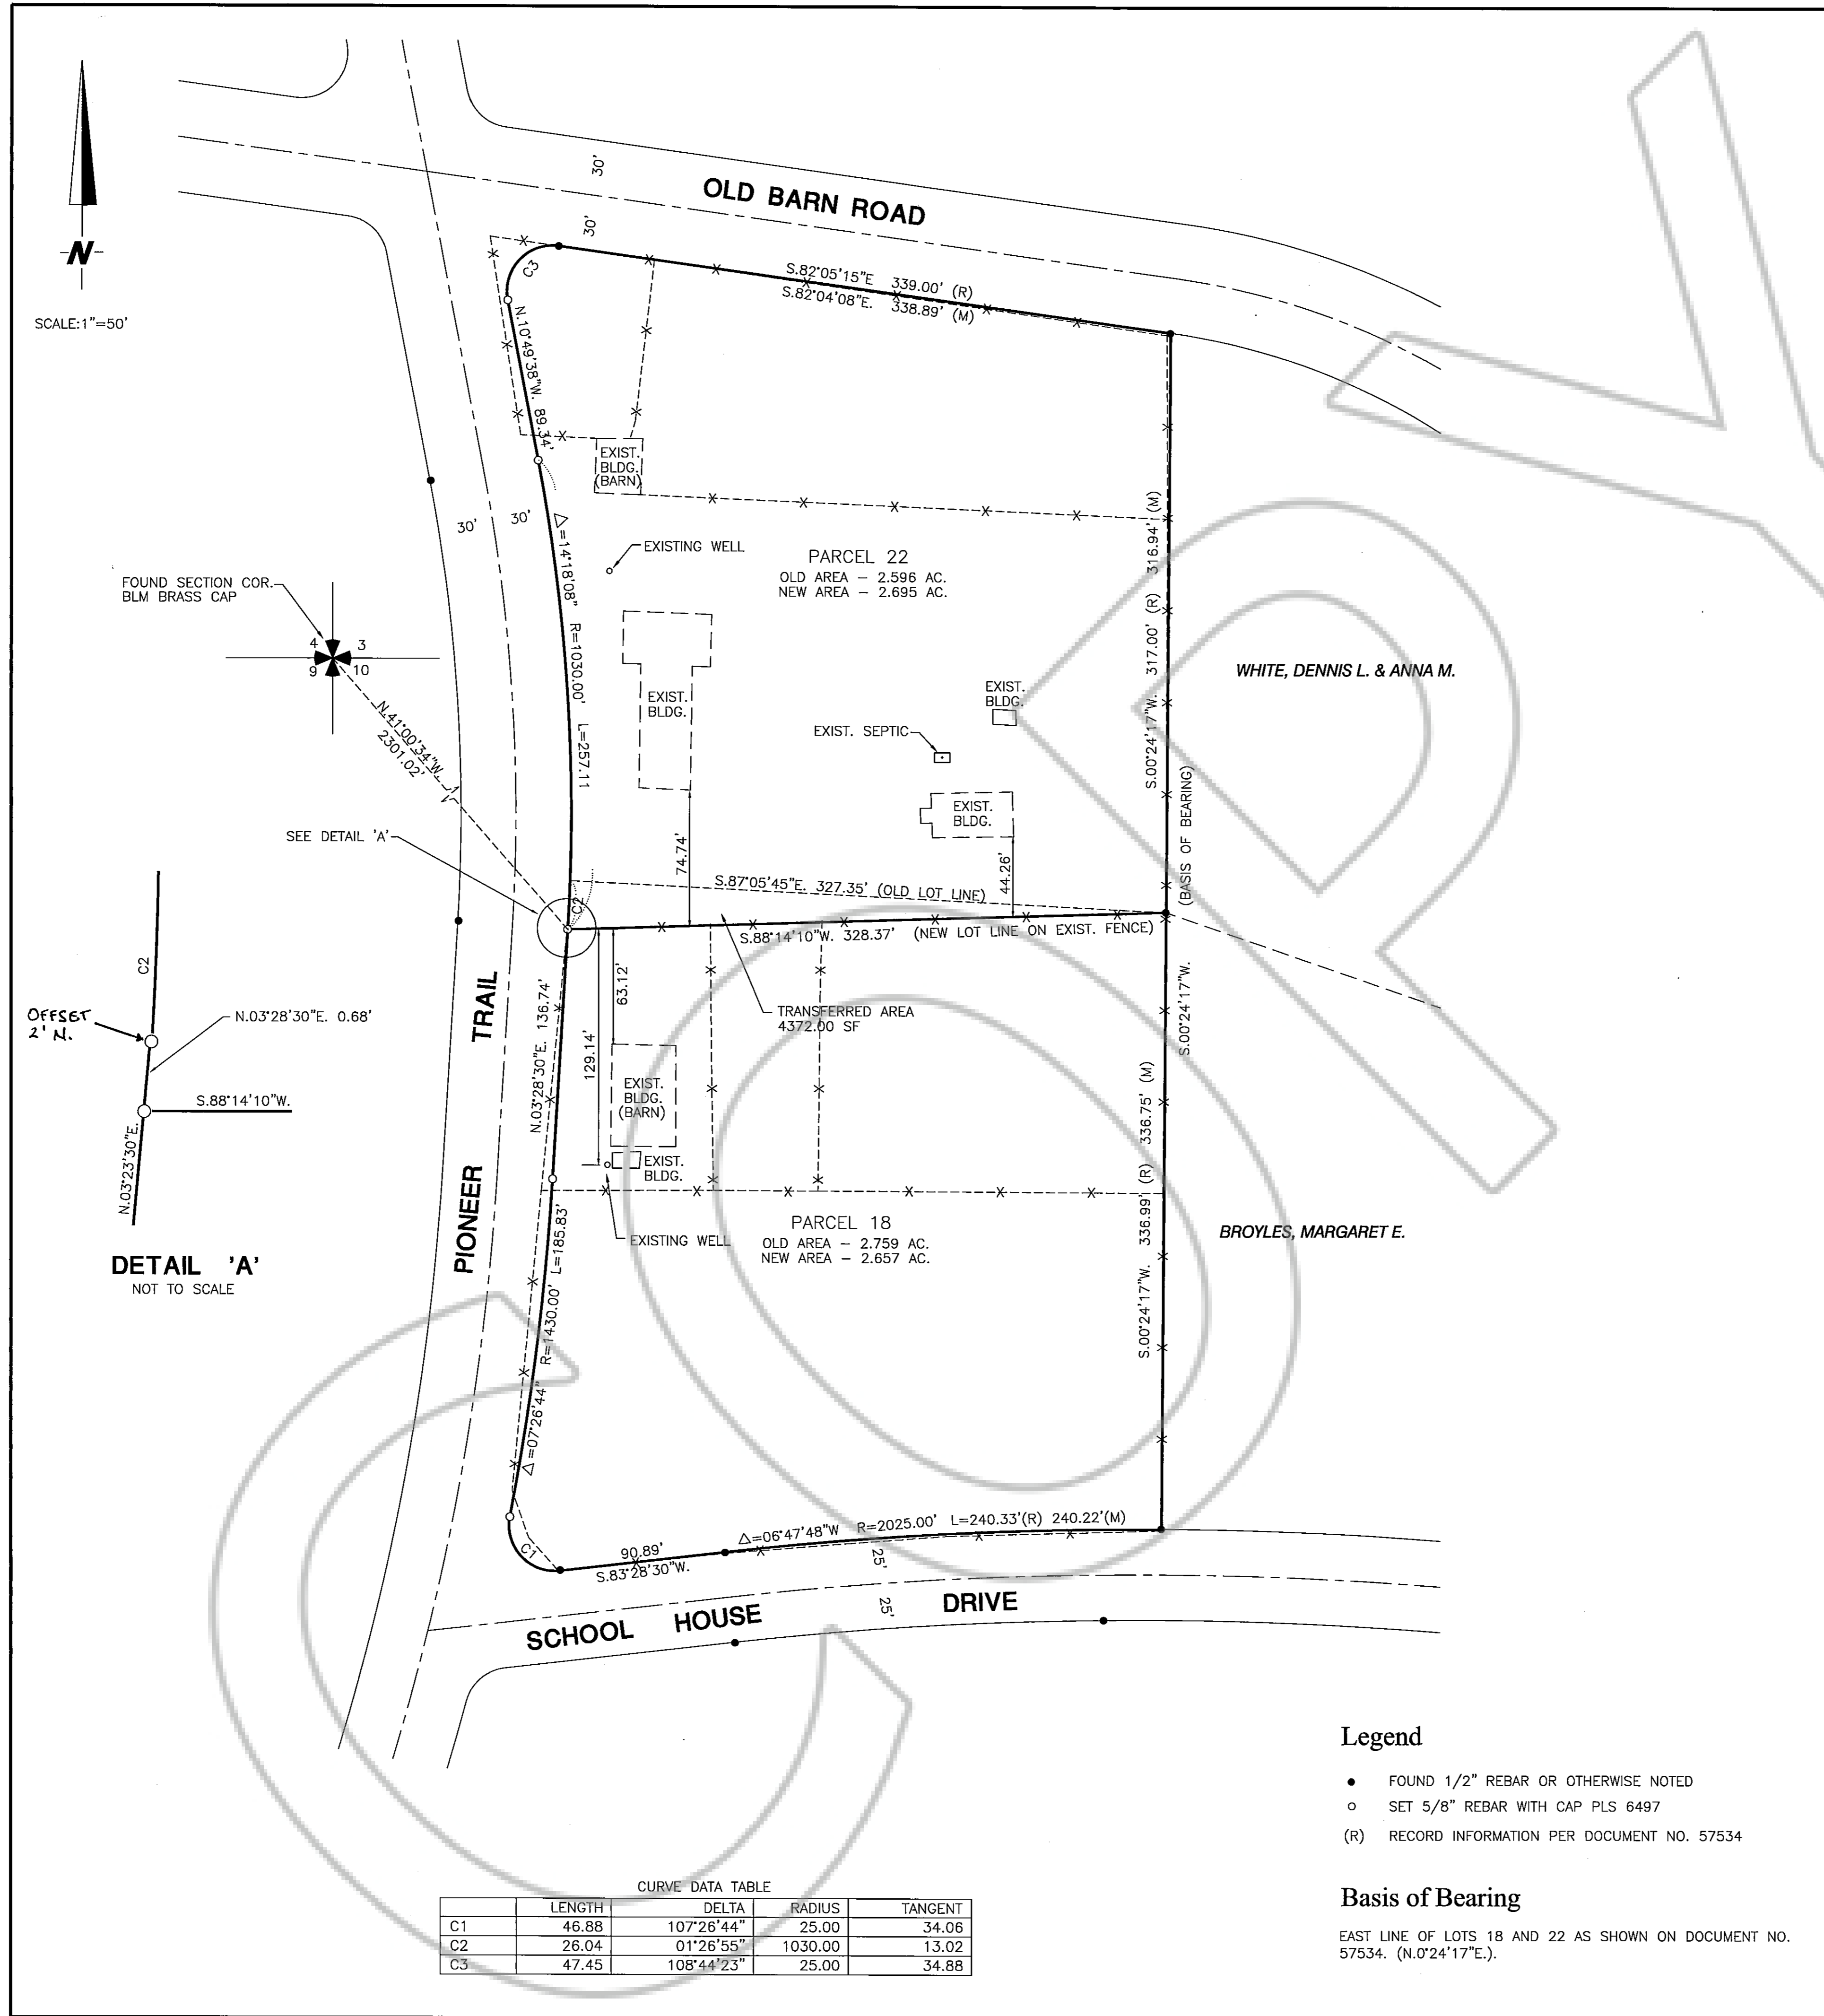 N
SCALE:1"=50'
30'
30'
OLD BARN ROAD
C3
S.82°05'15"E 339.00' (R)
S.82°04'08"E. 338.89' (M)
N.10°49'38"W. 89.34'
EXIST.
BLDG.
(BARN)
30'
30'
△=14°18'08" R=1030.00' L=257.11
EXISTING WELL
PARCEL 22
OLD AREA – 2.596 AC.
NEW AREA – 2.695 AC.
S.00°24'17"W. 317.00' (R) 316.94' (M)
(BASIS OF BEARING)
FOUND SECTION COR.
BLM BRASS CAP
4 3
9 10
N.41°00'34"W.
2301.02'
WHITE, DENNIS L. & ANNA M.
EXIST.
BLDG.
EXIST.
BLDG.
EXIST. SEPTIC
EXIST.
BLDG.
SEE DETAIL 'A'
74.74'
44.26'
S.87°05'45"E. 327.35' (OLD LOT LINE)
C2
S.88°14'10"W. 328.37' (NEW LOT LINE ON EXIST. FENCE)
63.12'
129.14'
N.03°28'30"E. 136.74'
TRANSFERRED AREA
4372.00 SF
S.00°24'17"W.
C2
OFFSET
2' N.
N.03°28'30"E. 0.68'
S.88°14'10"W.
N.03°23'30"E.
DETAIL 'A'
NOT TO SCALE
PIONEER TRAIL
EXIST.
BLDG.
(BARN)
EXIST.
BLDG.
EXISTING WELL
PARCEL 18
OLD AREA – 2.759 AC.
NEW AREA – 2.657 AC.
S.00°24'17"W. 336.99' (R) 336.75' (M)
BROYLES, MARGARET E.
△=07°26'44" R=1430.00' L=185.83'
C1
90.89'
S.83°28'30"W.
△=06°47'48"W R=2025.00' L=240.33'(R) 240.22'(M)
25'
25'
SCHOOL HOUSE DRIVE
Legend
FOUND 1/2" REBAR OR OTHERWISE NOTED
SET 5/8" REBAR WITH CAP PLS 6497
(R) RECORD INFORMATION PER DOCUMENT NO. 57534
Basis of Bearing
EAST LINE OF LOTS 18 AND 22 AS SHOWN ON DOCUMENT NO.
57534. (N.0°24'17"E.).
CURVE DATA TABLE
LENGTH DELTA RADIUS TANGENT
C1 46.88 107°26'44" 25.00 34.06
C2 26.04 01°26'55" 1030.00 13.02
C3 47.45 108°44'23" 25.00 34.88
COPY